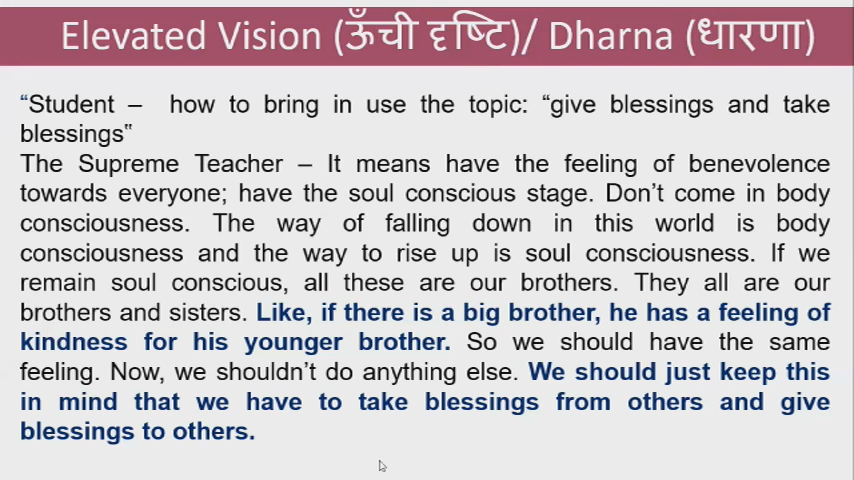 Elevated Vision (ऊँची दृष्टि)/ Dharna (धारणा)
“Student – how to bring in use the topic: “give blessings and take
blessings“
The Supreme Teacher – It means have the feeling of benevolence
towards everyone; have the soul conscious stage. Don’t come in body
consciousness. The way of falling down in this world is body
consciousness and the way to rise up is soul consciousness. If we
remain soul conscious, all these are our brothers. They all are our
brothers and sisters. Like, if there is a big brother, he has a feeling of
kindness for his younger brother. So we should have the same
feeling. Now, we shouldn’t do anything else. We should just keep this
in mind that we have to take blessings from others and give
blessings to others.